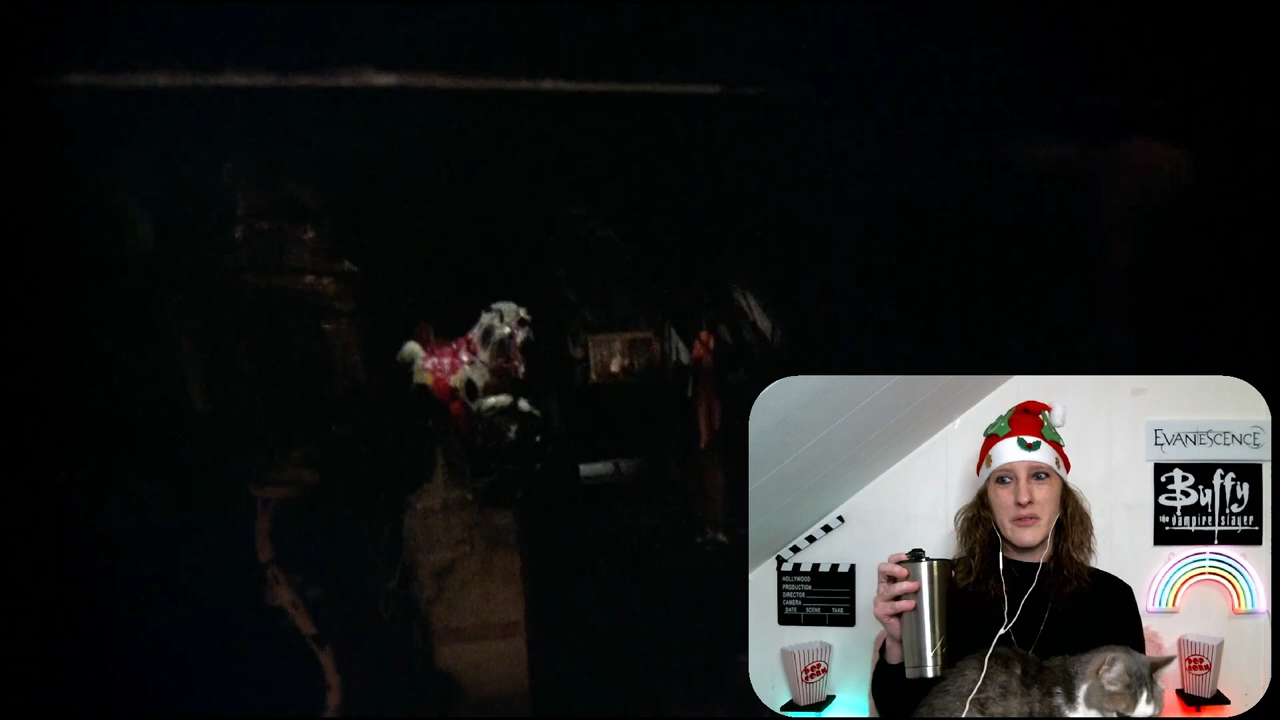 EVANESCENCE
Buffy
the vampire slayer
HOLLYWOOD
PRODUCTION
DIRECTOR
CAMERA
DATE SCENE TAKE
POP
CORN
POP
CORN